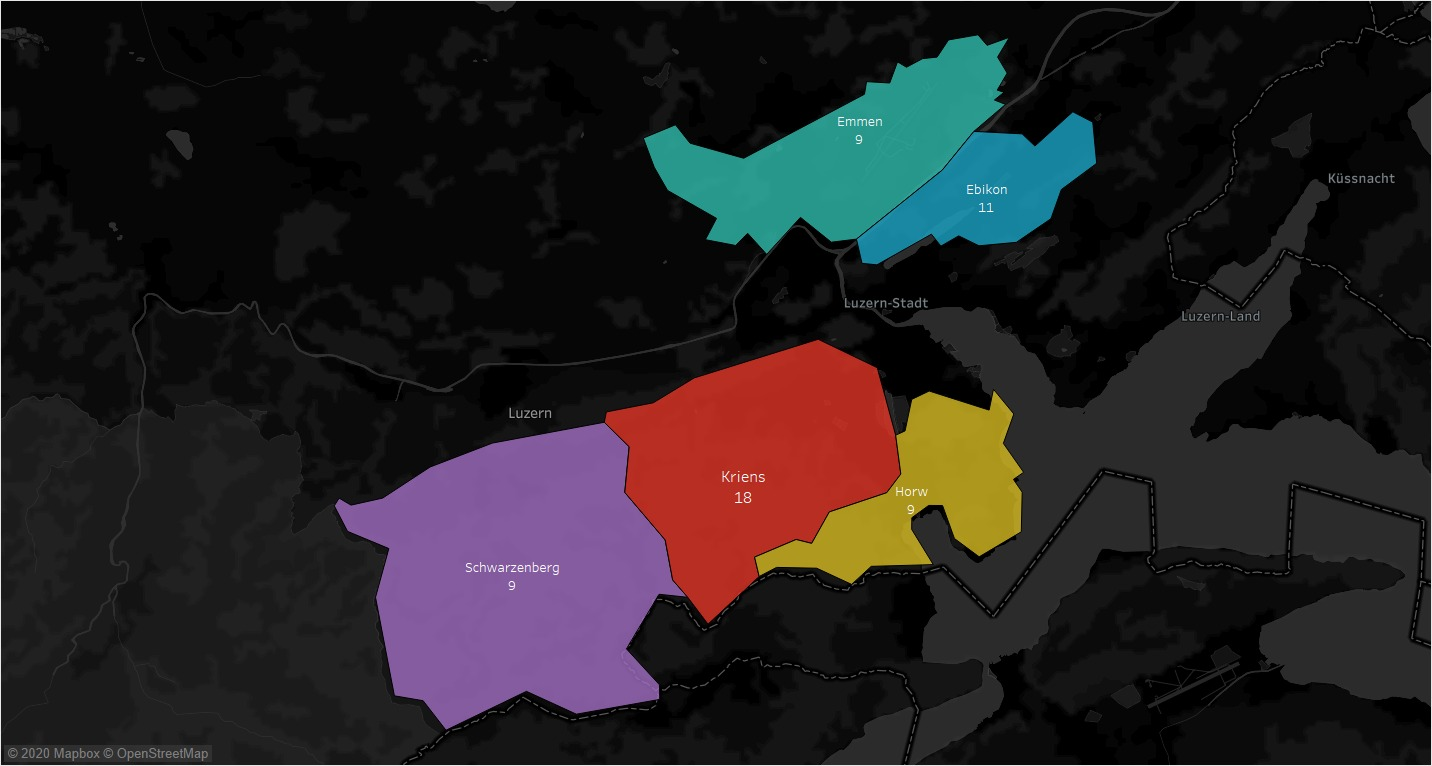 Emmen
9
Küssnacht
Ebikon
11
Luzern-Stadt
Luzern-Land
Luzern
Kriens
18
Horw
9
Schwarzenberg
9
© 2020 Mapbox © OpenStreetMap